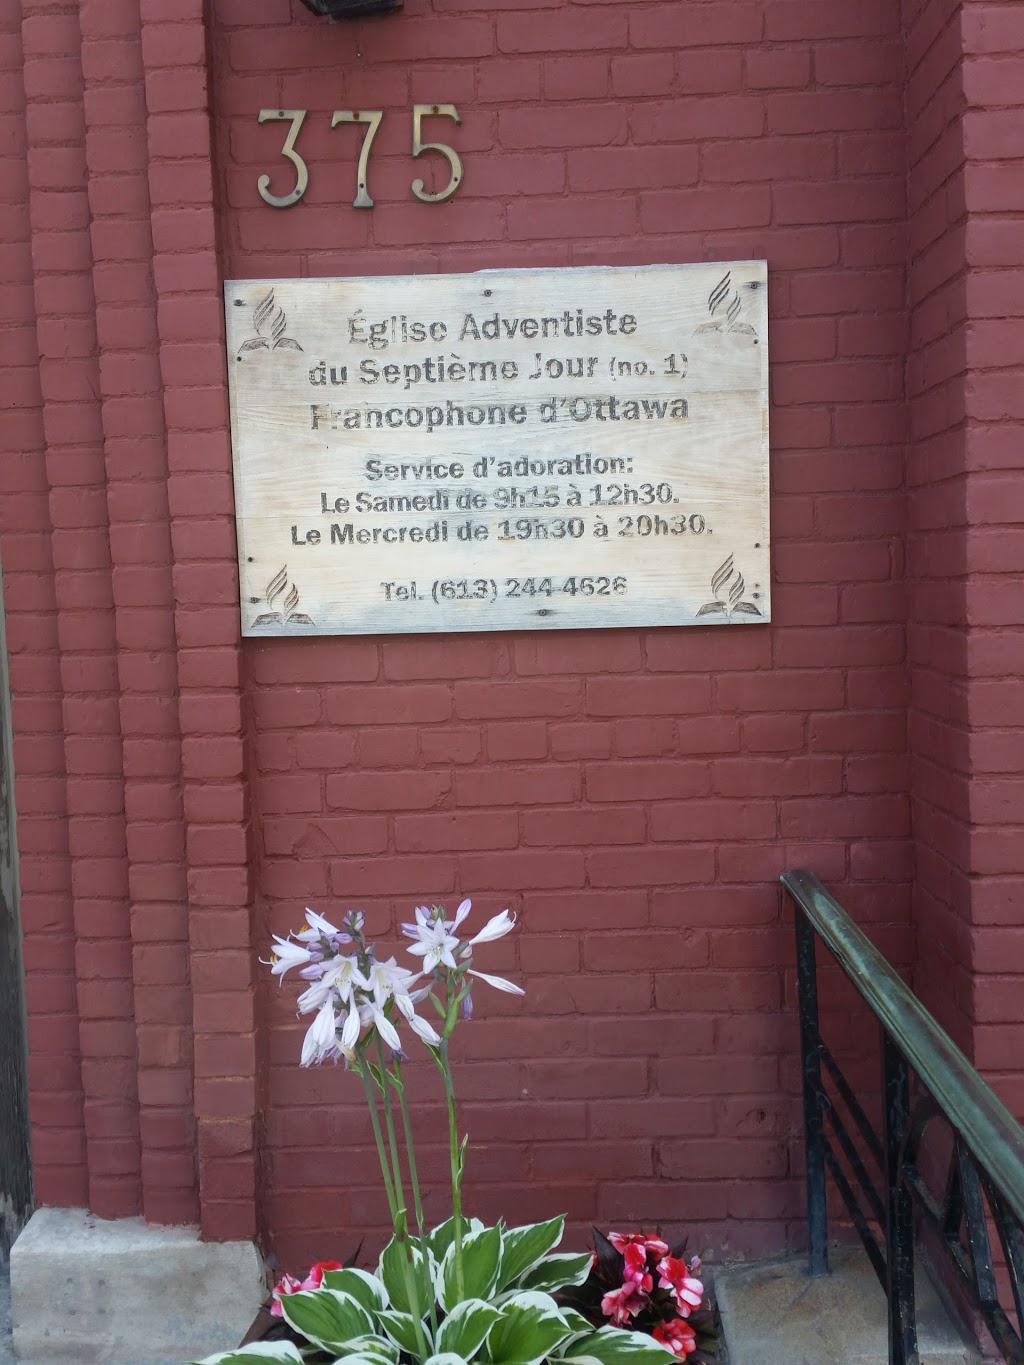 375
Église Adventiste
du Septième Jour (no. 1)
Francophone d'Ottawa
Service d'adoration:
Le Samedi de 9h15 à 12h30.
Le Mercredi de 19h30 à 20h30.
Tel. (613) 244-4626